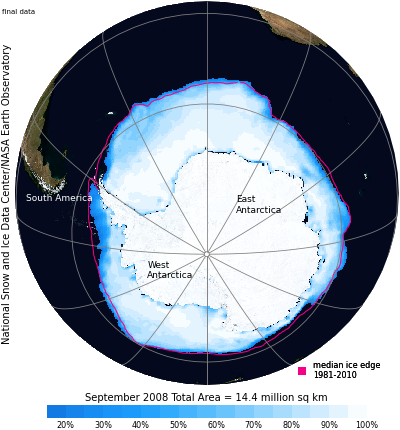 final data
National Snow and Ice Data Center/NASA Earth Observatory
South America
East
Antarctica
West
Antarctica
median ice edge
1981-2010
September 2008 Total Area = 14.4 million sq km
20% 30% 40% 50% 60% 70% 80% 90% 100%